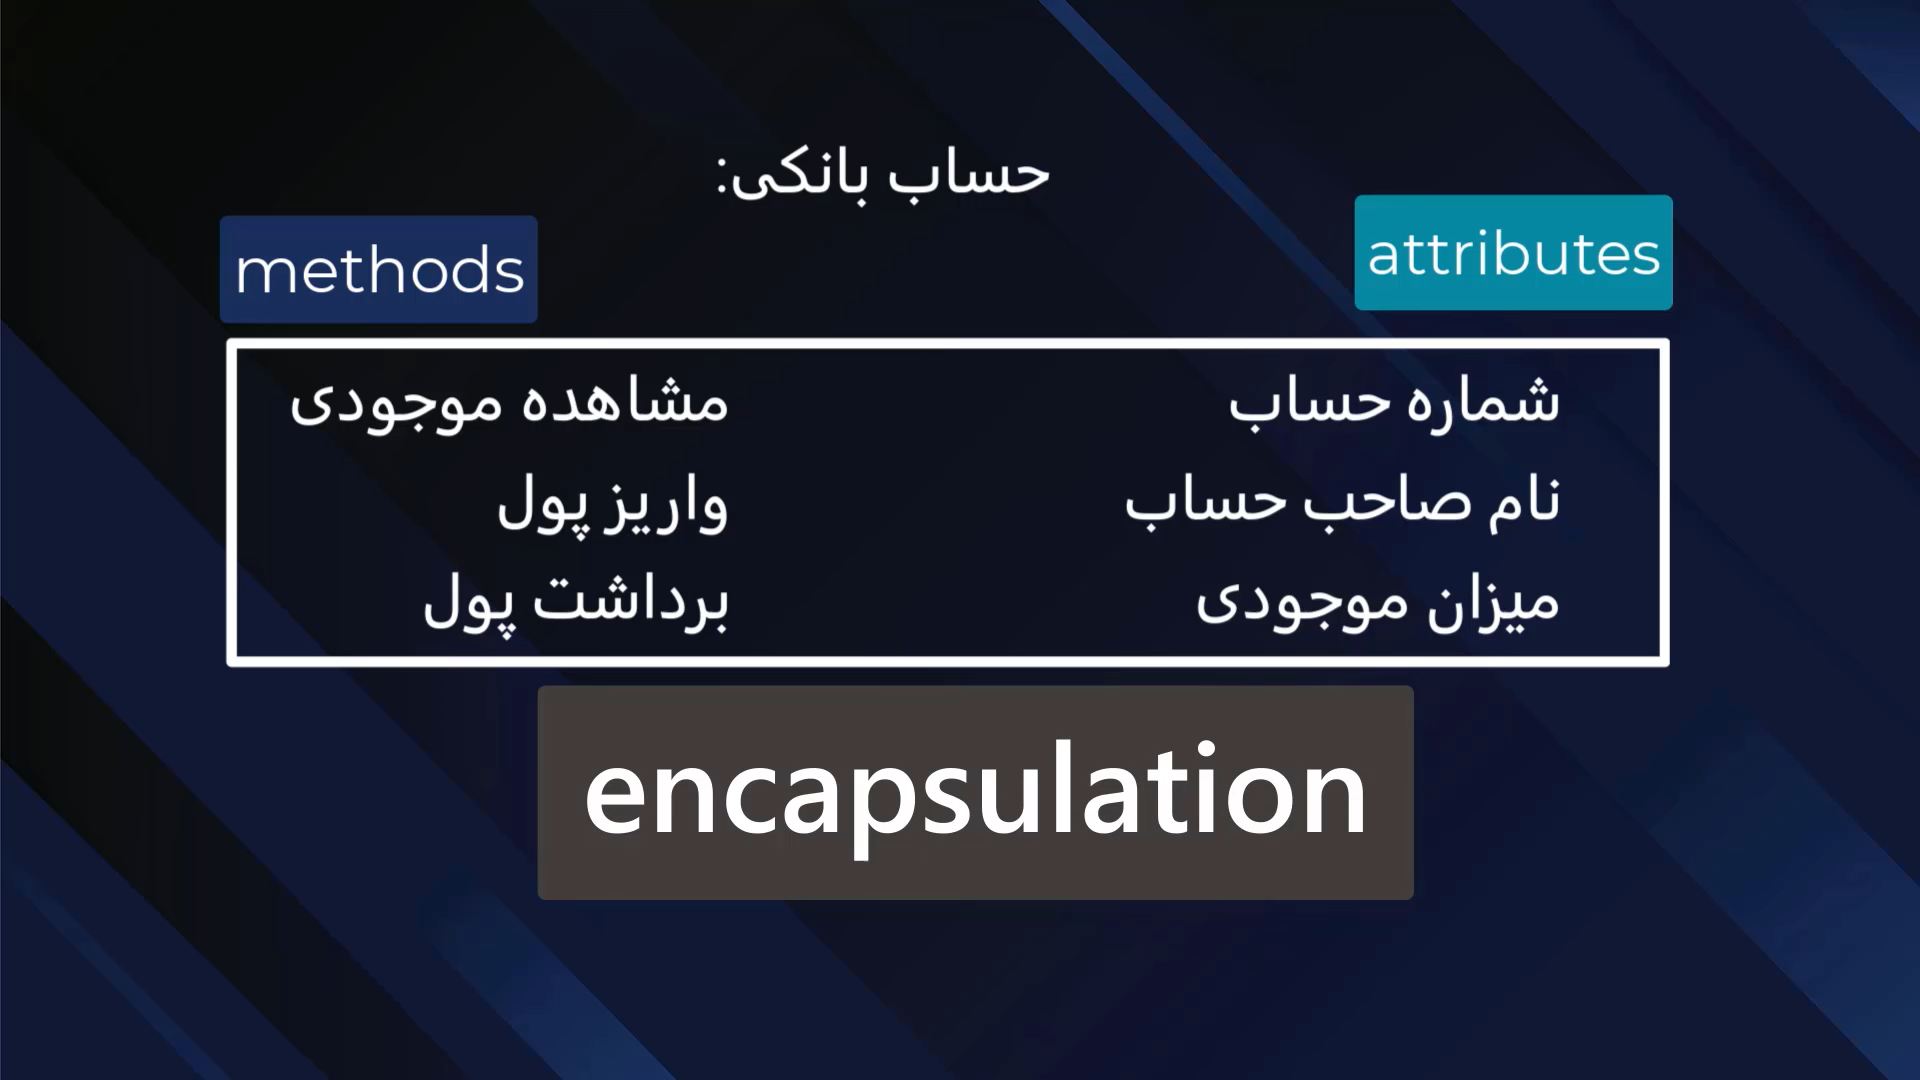 حساب بانکی:
attributes
methods
شماره حساب
نام صاحب حساب
میزان موجودی
مشاهده موجودی
واریز پول
برداشت پول
encapsulation